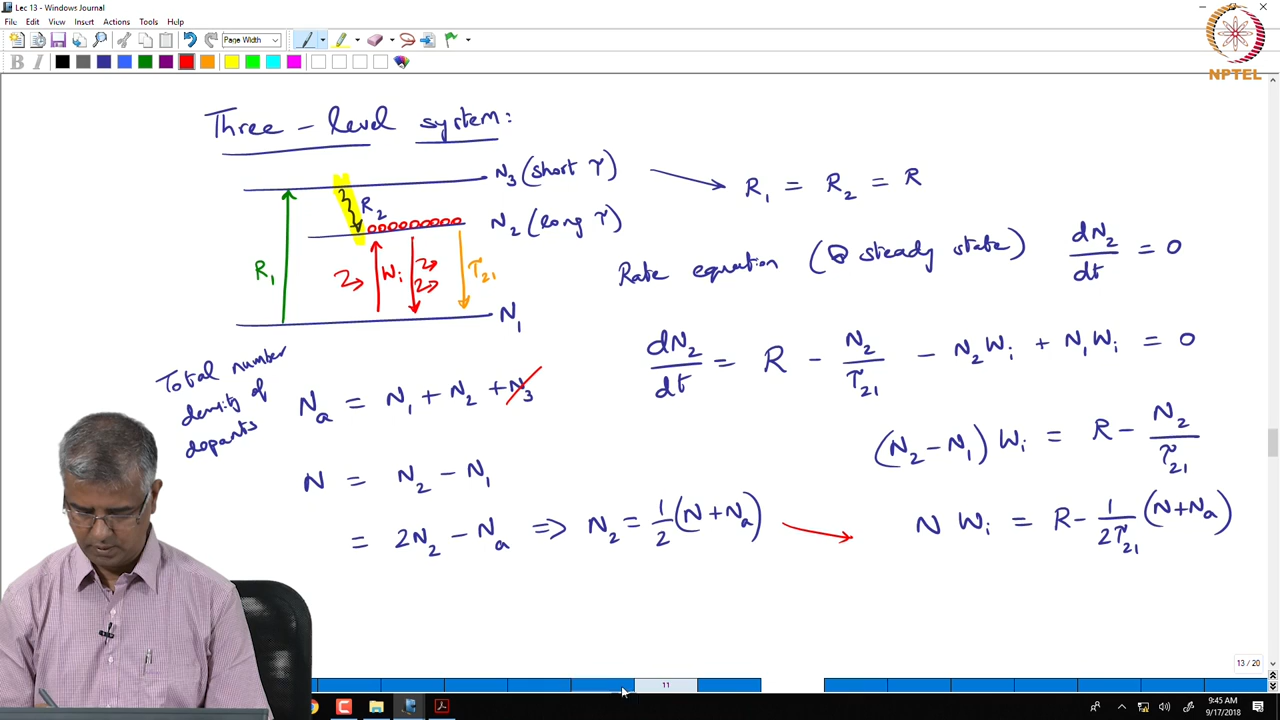 Lec 13 - Windows Journal
File Edit View Insert Actions Tools Help
Page Width
B I
NPTEL
Three - level system:
N₃ (short τ) → R₁ = R₂ = R
R₂
N₂ (long τ)
R₁ Wᵢ τ₂₁
N₁
Rate equation (@ steady state) dN₂/dt = 0
dN₂/dt = R - N₂/τ₂₁ - N₂Wᵢ + N₁Wᵢ = 0
Total number
density of
dopants
Nₐ = N₁ + N₂ + N₃
(N₂ - N₁) Wᵢ = R - N₂/τ₂₁
N = N₂ - N₁
= 2N₂ - Nₐ ⇒ N₂ = 1/2 (N + Nₐ) → N Wᵢ = R - 1/2τ₂₁ (N + Nₐ)
13 / 20
11
9:45 AM
9/17/2018